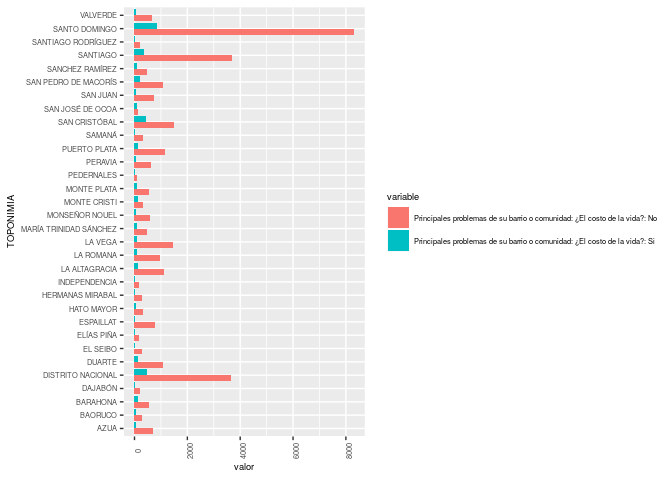 TOPONIMIA
VALVERDE
SANTO DOMINGO
SANTIAGO RODRÍGUEZ
SANTIAGO
SANCHEZ RAMÍREZ
SAN PEDRO DE MACORÍS
SAN JUAN
SAN JOSÉ DE OCOA
SAN CRISTÓBAL
SAMANÁ
PUERTO PLATA
PERAVIA
PEDERNALES
MONTE PLATA
MONTE CRISTI
MONSEÑOR NOUEL
MARÍA TRINIDAD SÁNCHEZ
LA VEGA
LA ROMANA
LA ALTAGRACIA
INDEPENDENCIA
HERMANAS MIRABAL
HATO MAYOR
ESPAILLAT
ELÍAS PIÑA
EL SEIBO
DUARTE
DISTRITO NACIONAL
DAJABÓN
BARAHONA
BAORUCO
AZUA
0
2000
4000
6000
8000
valor
variable
Principales problemas de su barrio o comunidad: ¿El costo de la vida?: No
Principales problemas de su barrio o comunidad: ¿El costo de la vida?: Si